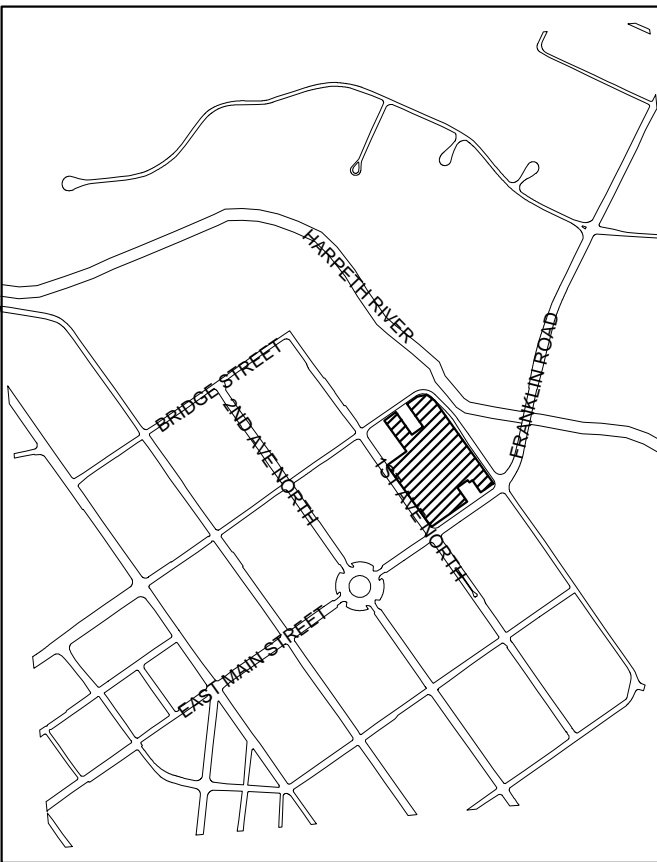 HARPETH RIVER
FRANKLIN ROAD
BRIDGE STREET
2ND AVE NORTH
1ST AVE NORTH
EAST MAIN STREET